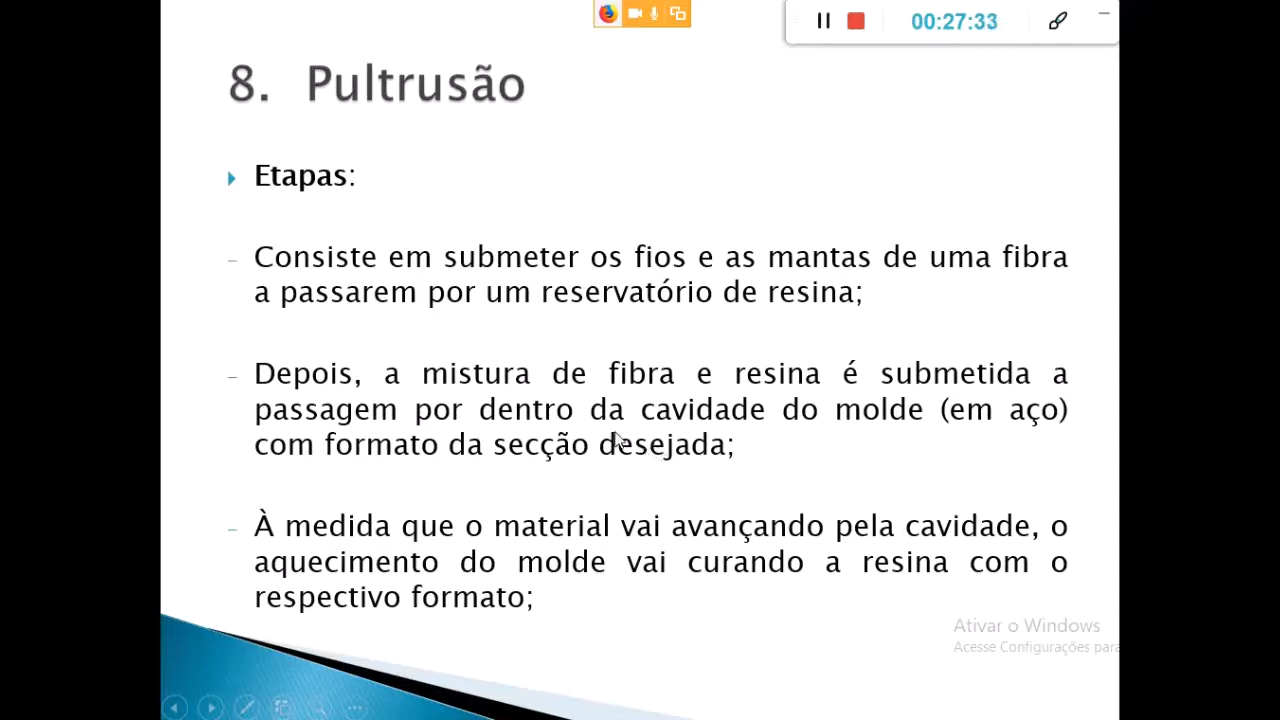 00:27:33
8. Pultrusão
Etapas:
– Consiste em submeter os fios e as mantas de uma fibra
a passarem por um reservatório de resina;
– Depois, a mistura de fibra e resina é submetida a
passagem por dentro da cavidade do molde (em aço)
com formato da secção desejada;
– À medida que o material vai avançando pela cavidade, o
aquecimento do molde vai curando a resina com o
respectivo formato;
Ativar o Windows
Acesse Configurações para